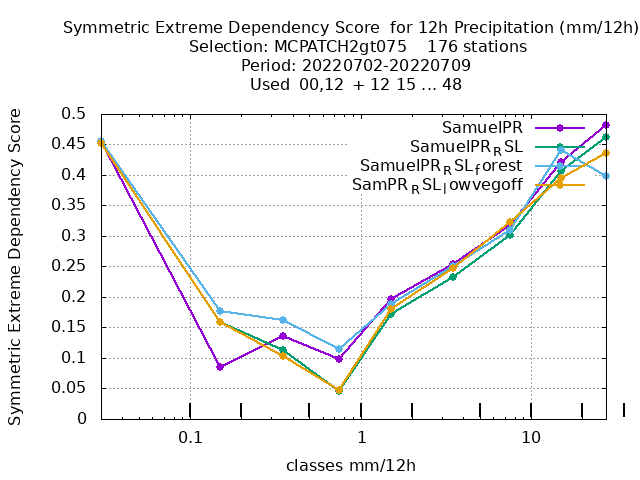 Symmetric Extreme Dependency Score  for 12h Precipitation (mm/12h)
Selection: MCPATCH2gt075    176 stations
Period: 20220702-20220709
Used  00,12  + 12 15 ... 48
Symmetric Extreme Dependency Score
0.5
0.45
0.4
0.35
0.3
0.25
0.2
0.15
0.1
0.05
0
SamuelPR
SamuelPR_RSL
SamuelPR_RSL_forest
SamPR_RSL_lowvegoff
0.1 1 10
classes mm/12h